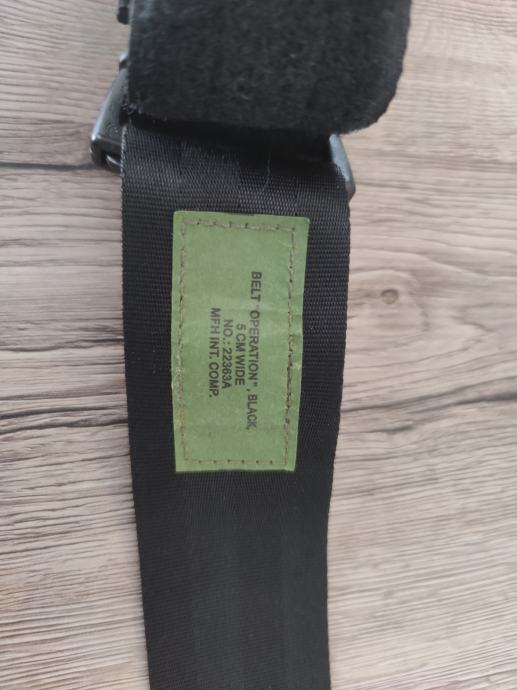 BELT "OPERATION", BLACK,
5 CM WIDE
NO.: 22363A
MFH INT. COMP.